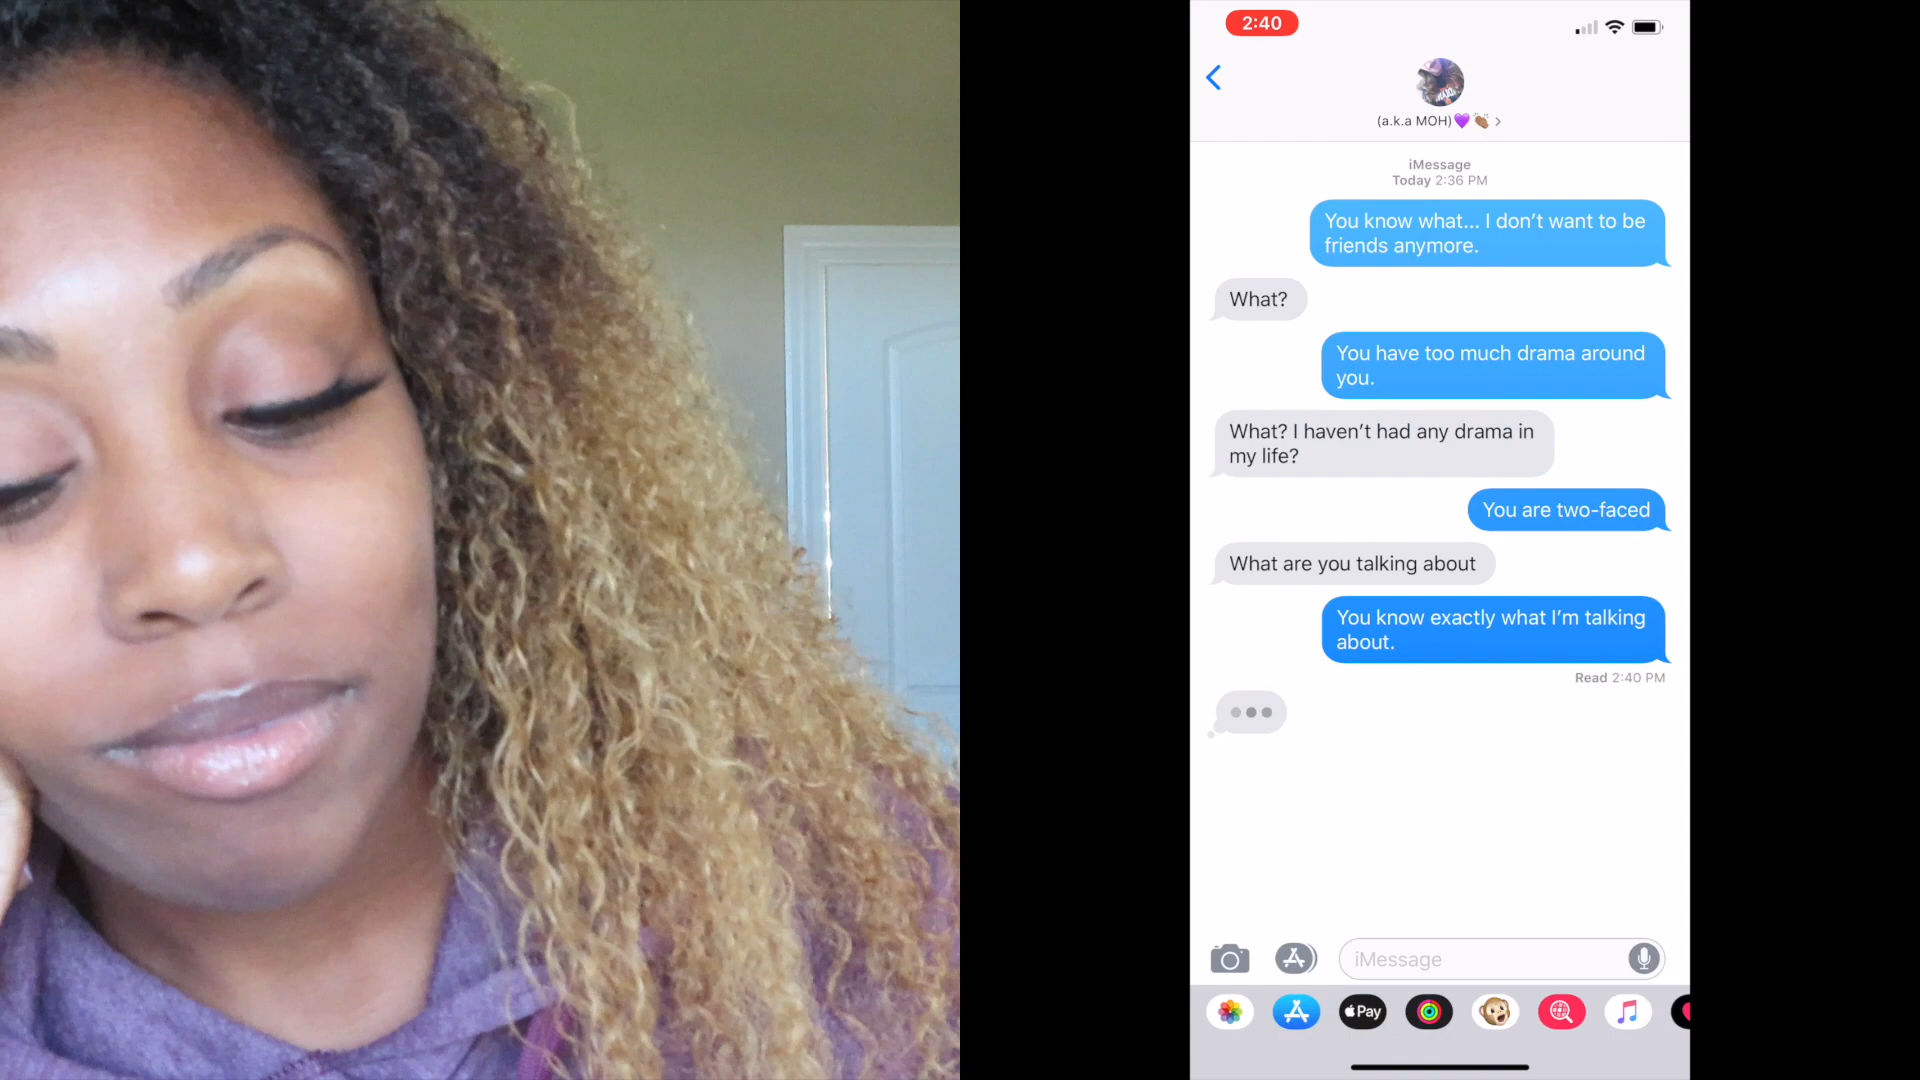 2:40
(a.k.a MOH)💜👏🏽 >
iMessage
Today 2:36 PM
You know what... I don’t want to be
friends anymore.
What?
You have too much drama around
you.
What? I haven’t had any drama in
my life?
You are two-faced
What are you talking about
You know exactly what I’m talking
about.
Read 2:40 PM
iMessage
Pay